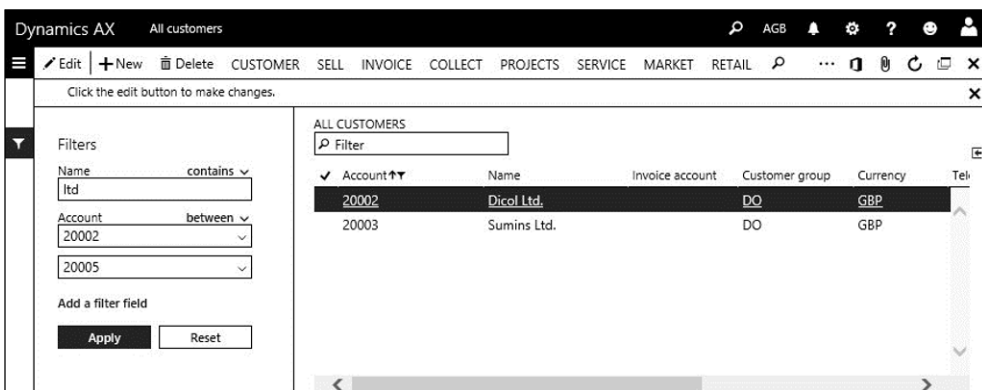 Dynamics AX All customers AGB ?
Edit New Delete CUSTOMER SELL INVOICE COLLECT PROJECTS SERVICE MARKET RETAIL ...
Click the edit button to make changes.
Filters
Name contains
ltd
Account between
20002
20005
Add a filter field
Apply Reset
ALL CUSTOMERS
Filter
Account Name Invoice account Customer group Currency Tele
20002 Dicol Ltd. DO GBP
20003 Sumins Ltd. DO GBP